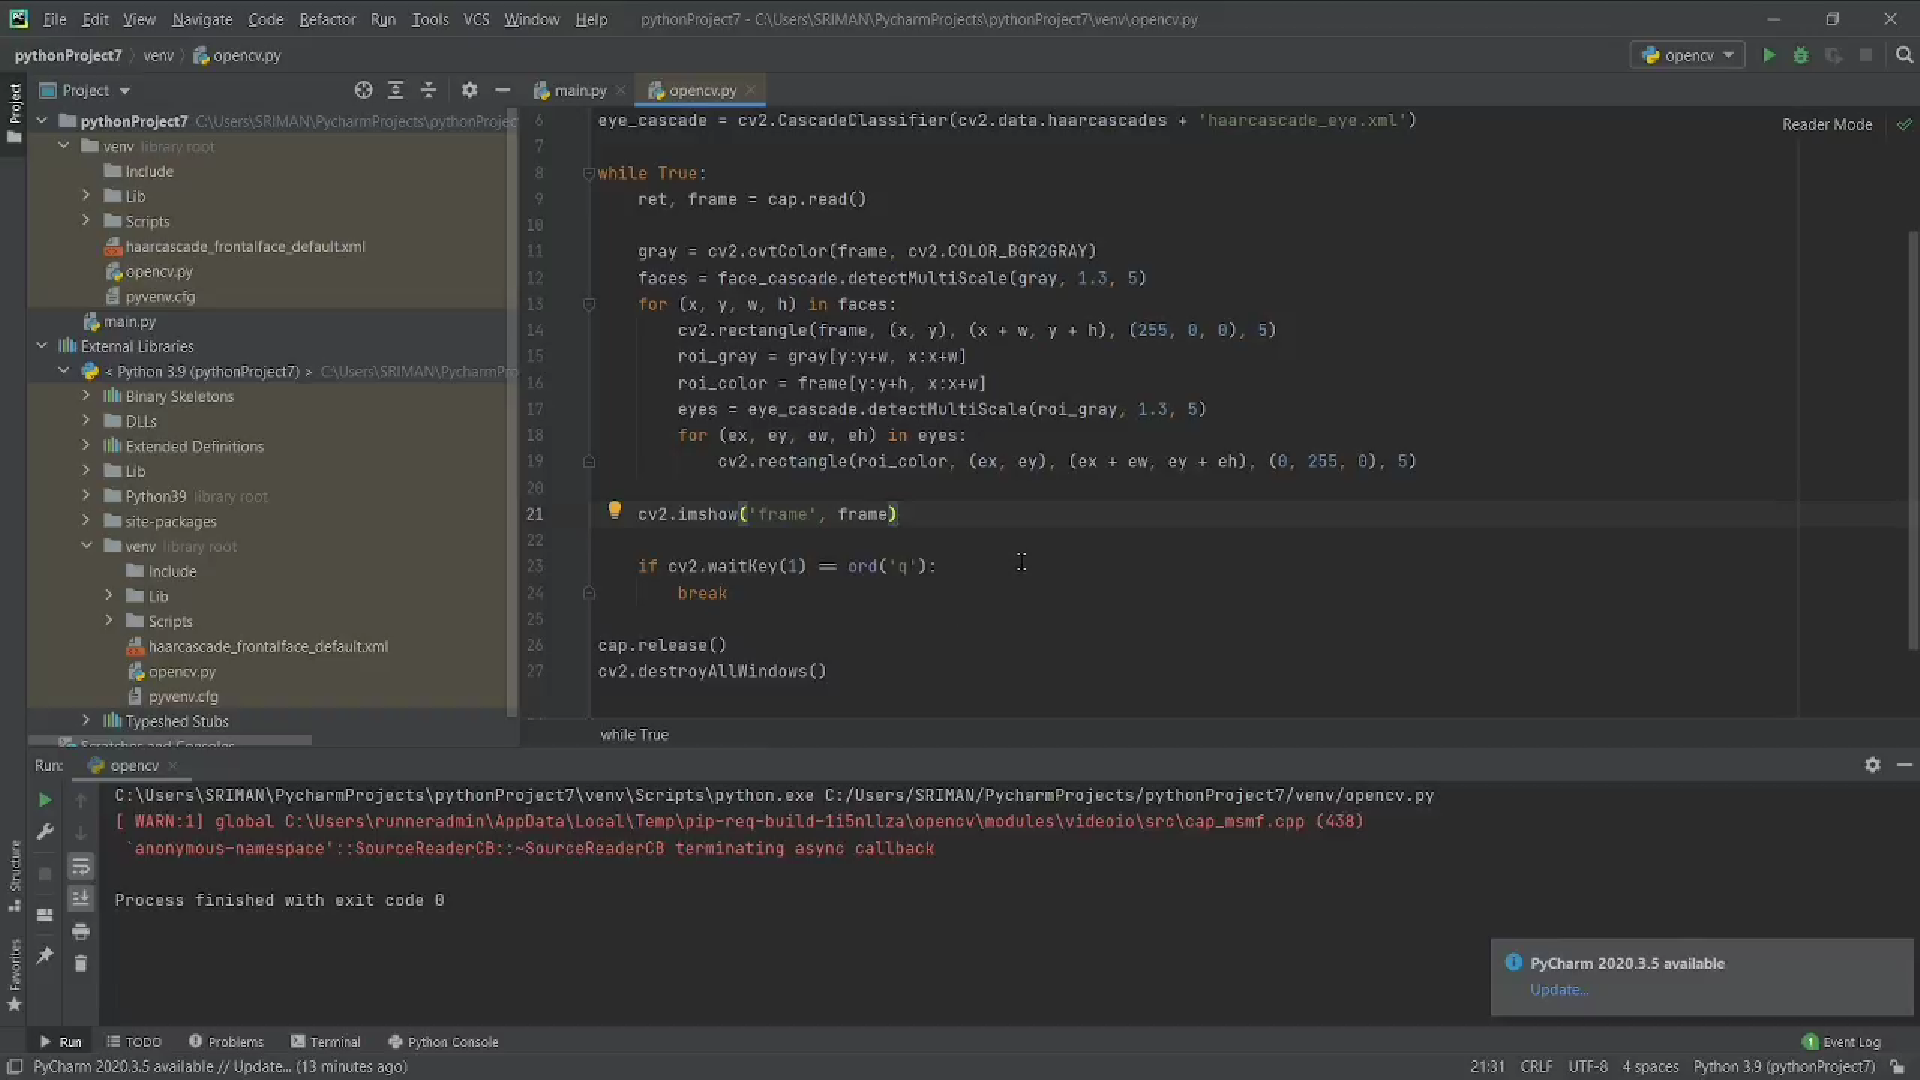 PC File Edit View Navigate Code Refactor Run Tools VCS Window Help pythonProject7 - C:\Users\SRIMAN\PycharmProjects\pythonProject7\venv\opencv.py
pythonProject7 venv opencv.py
opencv
Project
Project
main.py
opencv.py
Reader Mode
pythonProject7 C:\Users\SRIMAN\PycharmProjects\pythonProjec
venv library root
Include
Lib
Scripts
haarcascade_frontalface_default.xml
opencv.py
pyvenv.cfg
main.py
External Libraries
< Python 3.9 (pythonProject7) > C:\Users\SRIMAN\PycharmPro
Binary Skeletons
DLLs
Extended Definitions
Lib
Python39 library root
site-packages
venv library root
Include
Lib
Scripts
haarcascade_frontalface_default.xml
opencv.py
pyvenv.cfg
Typeshed Stubs
Scratches and Consoles
6 eye_cascade = cv2.CascadeClassifier(cv2.data.haarcascades + 'haarcascade_eye.xml')
7
8 while True:
9 ret, frame = cap.read()
10
11 gray = cv2.cvtColor(frame, cv2.COLOR_BGR2GRAY)
12 faces = face_cascade.detectMultiScale(gray, 1.3, 5)
13 for (x, y, w, h) in faces:
14 cv2.rectangle(frame, (x, y), (x + w, y + h), (255, 0, 0), 5)
15 roi_gray = gray[y:y+w, x:x+w]
16 roi_color = frame[y:y+h, x:x+w]
17 eyes = eye_cascade.detectMultiScale(roi_gray, 1.3, 5)
18 for (ex, ey, ew, eh) in eyes:
19 cv2.rectangle(roi_color, (ex, ey), (ex + ew, ey + eh), (0, 255, 0), 5)
20
21 cv2.imshow('frame', frame)
22
23 if cv2.waitKey(1) == ord('q'):
24 break
25
26 cap.release()
27 cv2.destroyAllWindows()
while True
Run: opencv
C:\Users\SRIMAN\PycharmProjects\pythonProject7\venv\Scripts\python.exe C:/Users/SRIMAN/PycharmProjects/pythonProject7/venv/opencv.py
[ WARN:1] global C:\Users\runneradmin\AppData\Local\Temp\pip-req-build-1i5nllza\opencv\modules\videoio\src\cap_msmf.cpp (438)
`anonymous-namespace'::SourceReaderCB::~SourceReaderCB terminating async callback
Process finished with exit code 0
Structure
Favorites
PyCharm 2020.3.5 available
Update...
Run TODO Problems Terminal Python Console 1 Event Log
PyCharm 2020.3.5 available // Update... (13 minutes ago) 21:31 CRLF UTF-8 4 spaces Python 3.9 (pythonProject7)